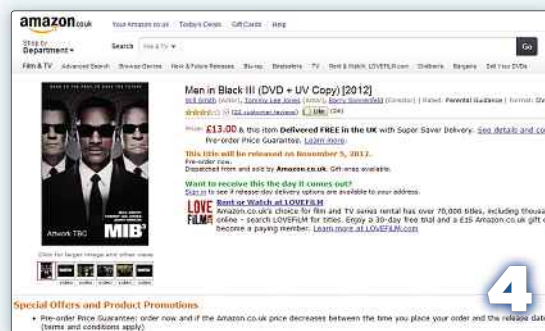 amazon.co.uk
Your Amazon.co.uk Today's Deals Gift Cards Help
Shop by
Department
Search Film & TV
Go
Film & TV Advanced Search Browse Genres New & Future Releases Blu-ray Bestsellers TV Rent & Watch: LOVEFiLM.com Bargains Sell Your DVDs
Men in Black III (DVD + UV Copy) [2012]
Will Smith (Actor), Tommy Lee Jones (Actor), Barry Sonnenfeld (Director) | Rated: Parental Guidance | Format:
(22 customer reviews) Like (24)
Price: £13.00 & this item Delivered FREE in the UK with Super Saver Delivery. See details and
Pre-order Price Guarantee. Learn more.
This title will be released on November 5, 2012.
Pre-order now.
Dispatched from and sold by Amazon.co.uk. Gift-wrap available.
Want to receive this the day it comes out?
Sign in to see if release-day delivery options are available to your address.
LOVE
FiLM
Rent or Watch at LOVEFiLM
Amazon.co.uk's choice for film and TV series rental has over 70,000 titles, including
online - search LOVEFiLM for titles. Enjoy a 30-day free trial and a £15 Amazon.co.uk gift
become a paying member. Learn more at LOVEFiLM.com
Artwork TBC
MIB³
Click for larger image and other views
video video video video video
4
Special Offers and Product Promotions
• Pre-order Price Guarantee: order now and if the Amazon.co.uk price decreases between the time you place your order and the release date
(terms and conditions apply)